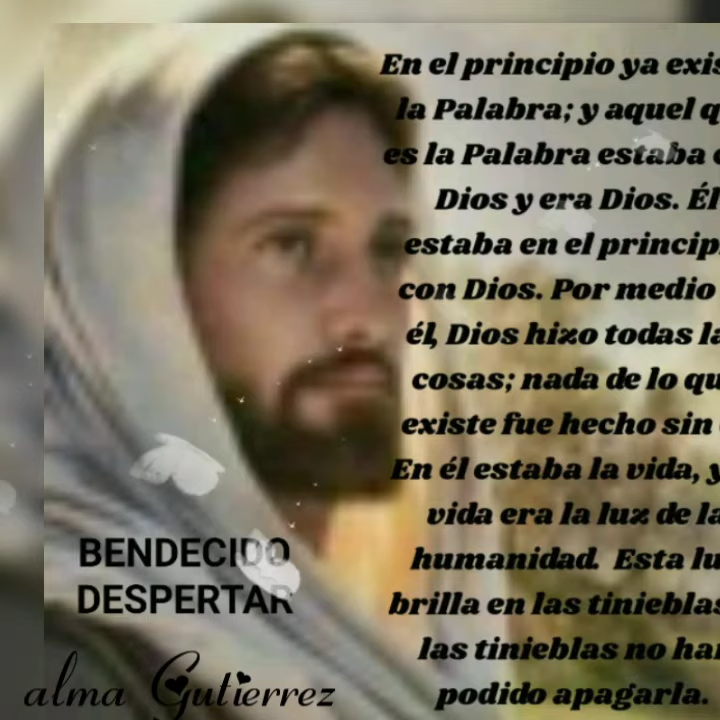 En el principio ya exis
la Palabra; y aquel q
es la Palabra estaba
Dios y era Dios. Él
estaba en el princip
con Dios. Por medio
él, Dios hizo todas la
cosas; nada de lo qu
existe fue hecho sin
En él estaba la vida, y
vida era la luz de la
humanidad. Esta lu
brilla en las tinieblas
las tinieblas no han
podido apagarla.
BENDECIDO
DESPERTAR
alma Gutierrez